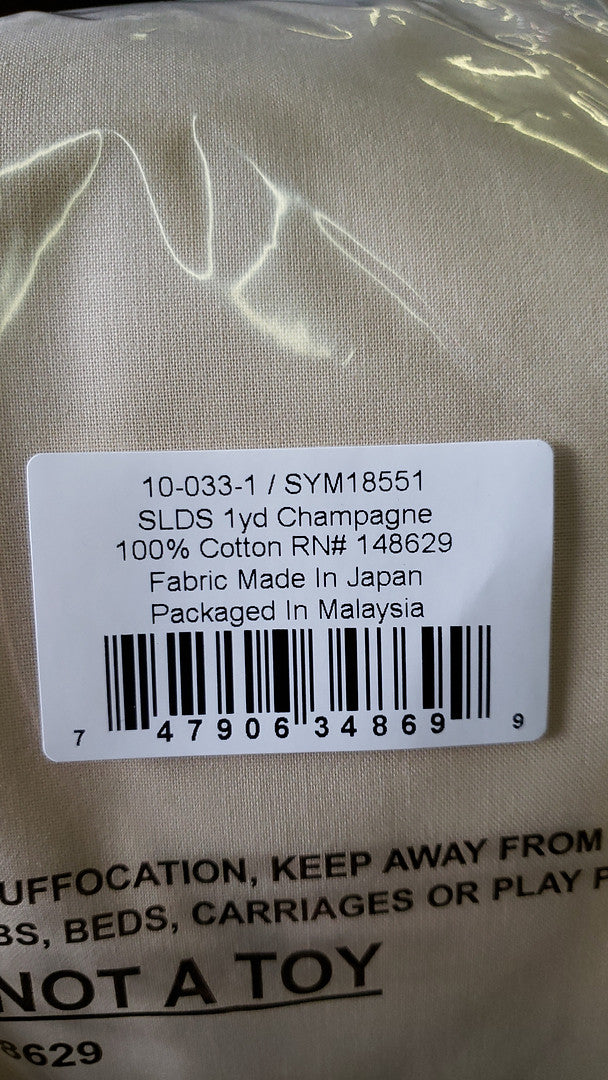 10-033-1 / SYM18551
SLDS 1yd Champagne
100% Cotton RN# 148629
Fabric Made In Japan
Packaged In Malaysia
7 47906 34869 9
UFFOCATION, KEEP AWAY FROM
BS, BEDS, CARRIAGES OR PLAY P
NOT A TOY
8629